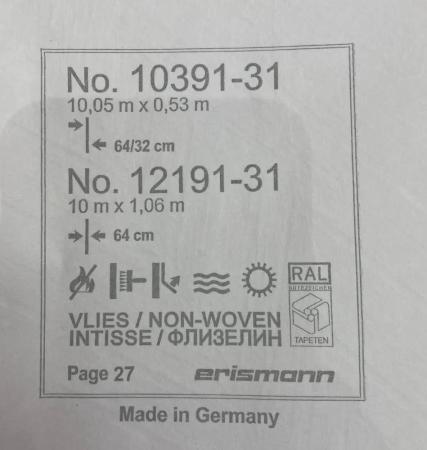 No. 10391-31
10,05 m x 0,53 m
64/32 cm
No. 12191-31
10 m x 1,06 m
64 cm
RAL
GÜTEZEICHEN
VLIES / NON-WOVEN
INTISSE / ФЛИЗЕЛИН
TAPETEN
Page 27
erismann
Made in Germany